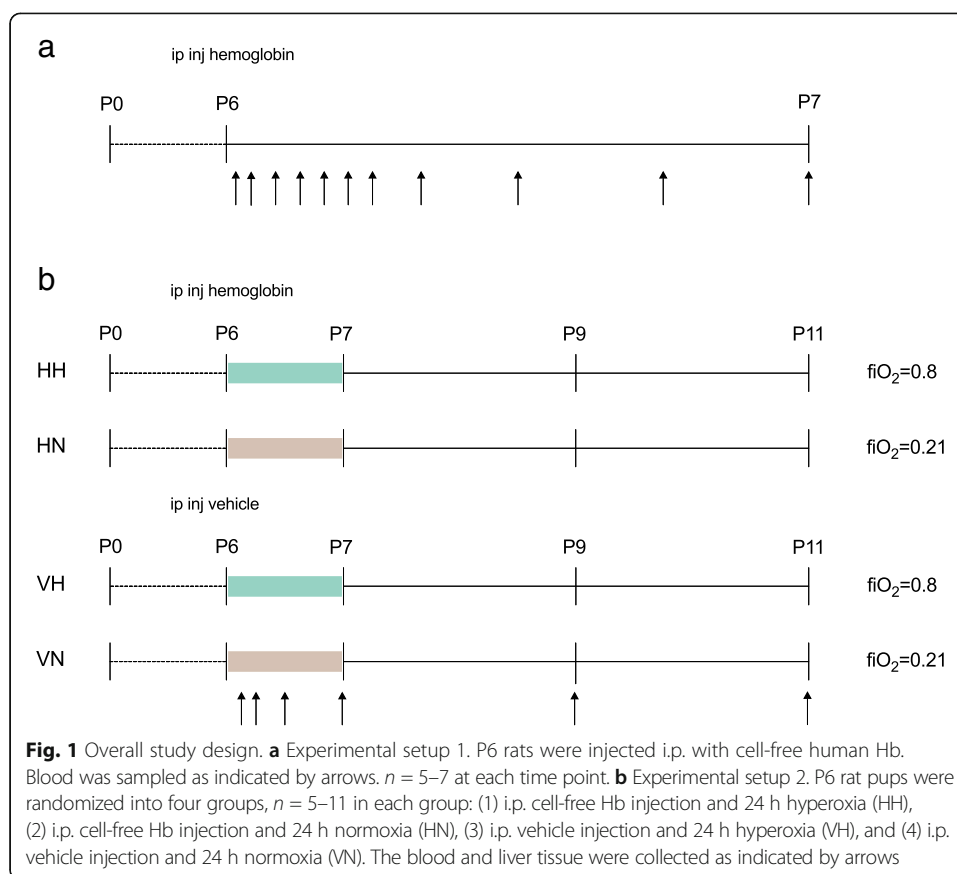 a
ip inj hemoglobin
P0 P6 P7
b
ip inj hemoglobin
P0 P6 P7 P9 P11
HH fiO2=0.8
HN fiO2=0.21
ip inj vehicle
P0 P6 P7 P9 P11
VH fiO2=0.8
VN fiO2=0.21
Fig. 1 Overall study design. a Experimental setup 1. P6 rats were injected i.p. with cell-free human Hb.
Blood was sampled as indicated by arrows. n = 5–7 at each time point. b Experimental setup 2. P6 rat pups were
randomized into four groups, n = 5–11 in each group: (1) i.p. cell-free Hb injection and 24 h hyperoxia (HH),
(2) i.p. cell-free Hb injection and 24 h normoxia (HN), (3) i.p. vehicle injection and 24 h hyperoxia (VH), and (4) i.p.
vehicle injection and 24 h normoxia (VN). The blood and liver tissue were collected as indicated by arrows